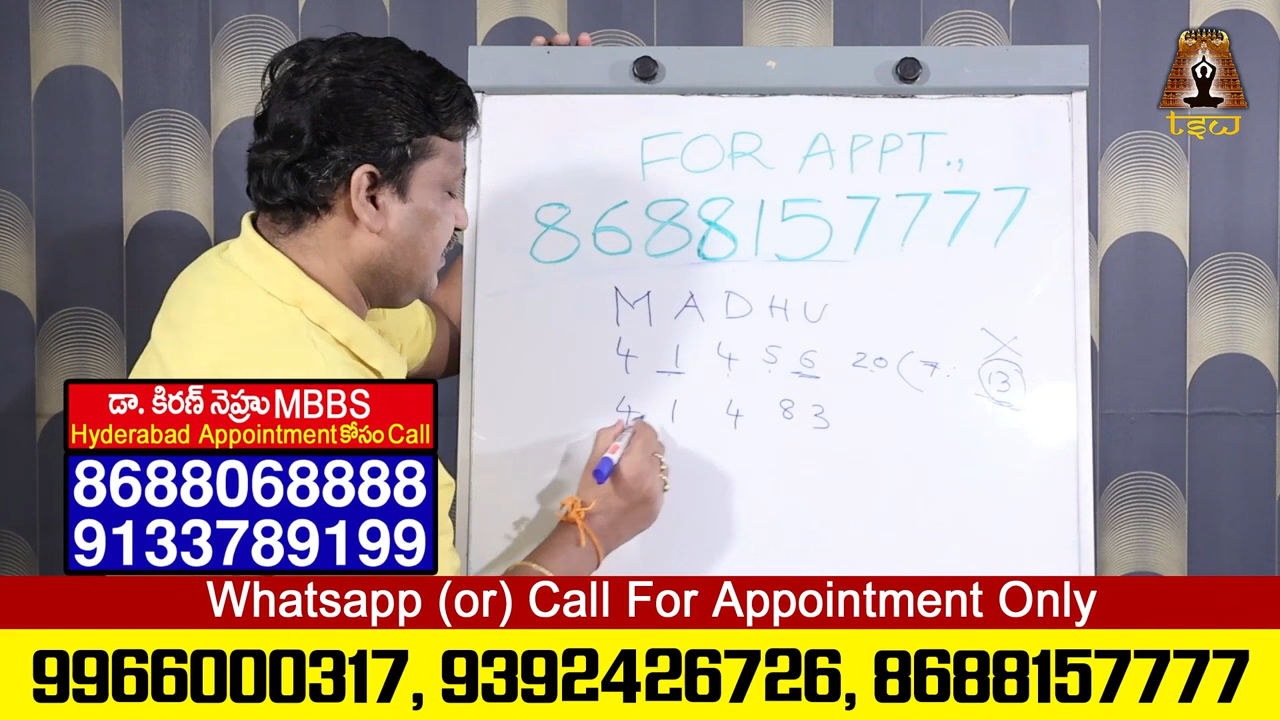 FOR APPT.,
8688157777
MADHU
4 1 4 5 6 20 (7. 13
4 1 4 8 3
tsw
డా. కిరణ్ నెహ్రు MBBS
Hyderabad Appointment కోసం Call
8688068888
9133789199
Whatsapp (or) Call For Appointment Only
9966000317, 9392426726, 8688157777